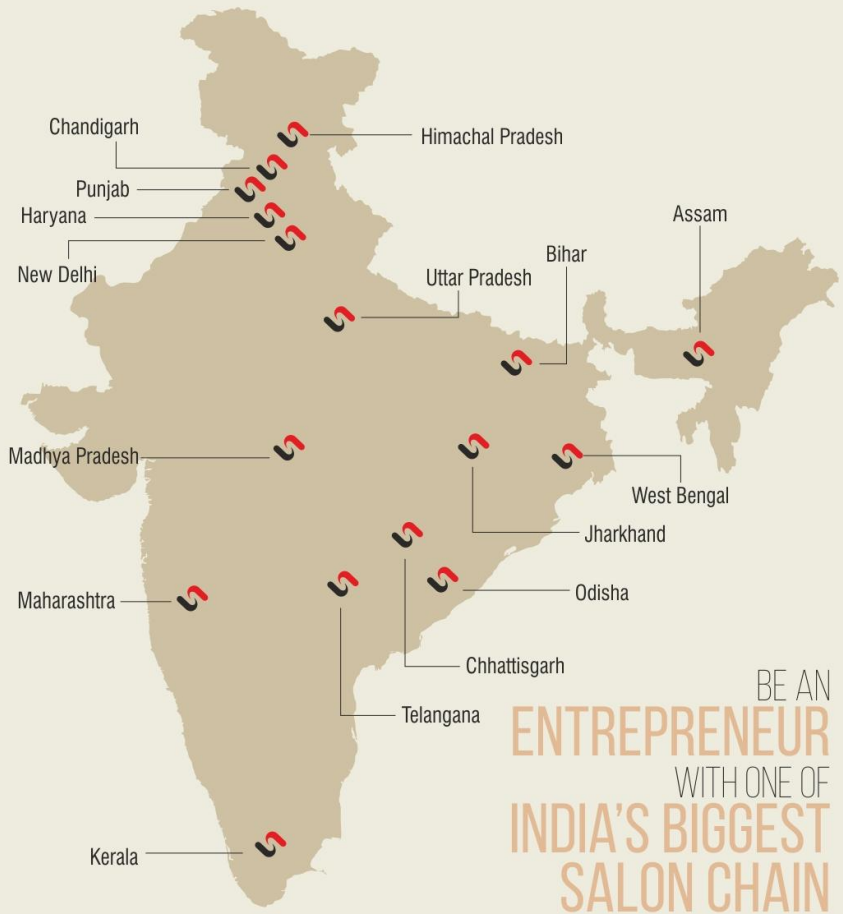 Chandigarh
Himachal Pradesh
Punjab
Haryana
Assam
Bihar
New Delhi
Uttar Pradesh
Madhya Pradesh
West Bengal
Jharkhand
Maharashtra
Odisha
Chhattisgarh
Telangana
Kerala
BE AN
ENTREPRENEUR
WITH ONE OF
INDIA'S BIGGEST
SALON CHAIN